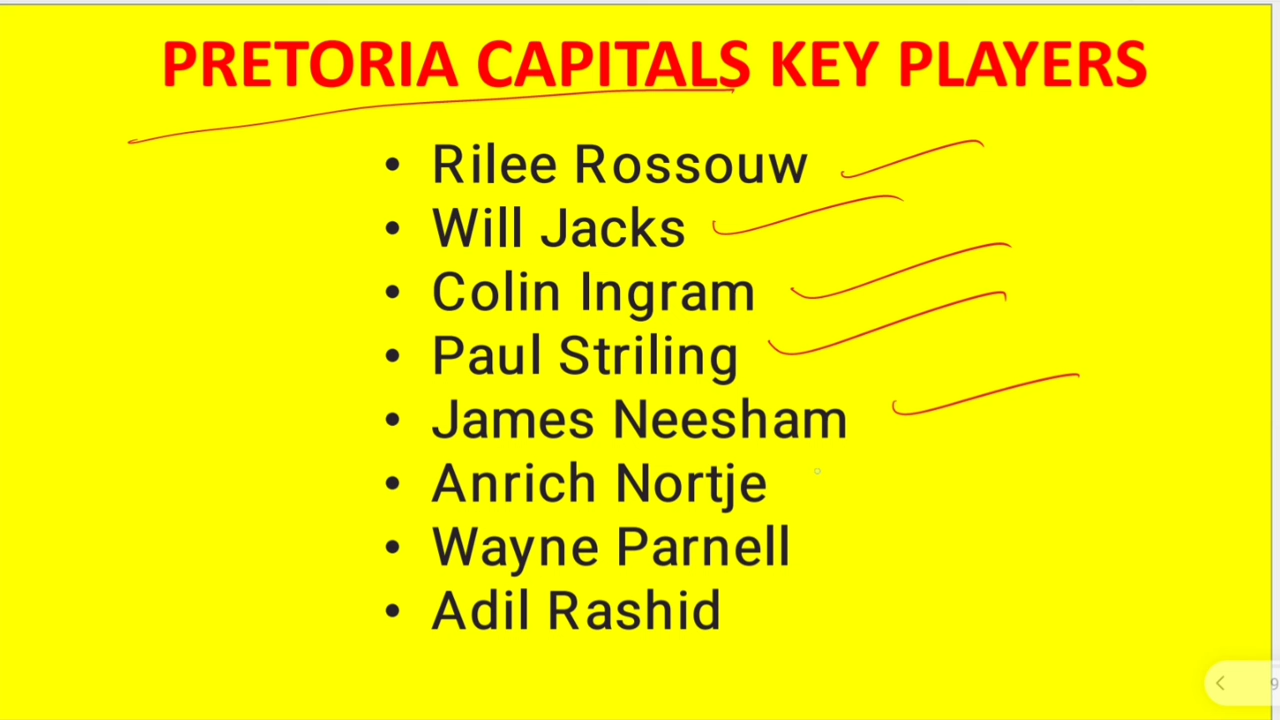 PRETORIA CAPITALS KEY PLAYERS
• Rilee Rossouw
• Will Jacks
• Colin Ingram
• Paul Striling
• James Neesham
• Anrich Nortje
• Wayne Parnell
• Adil Rashid
9